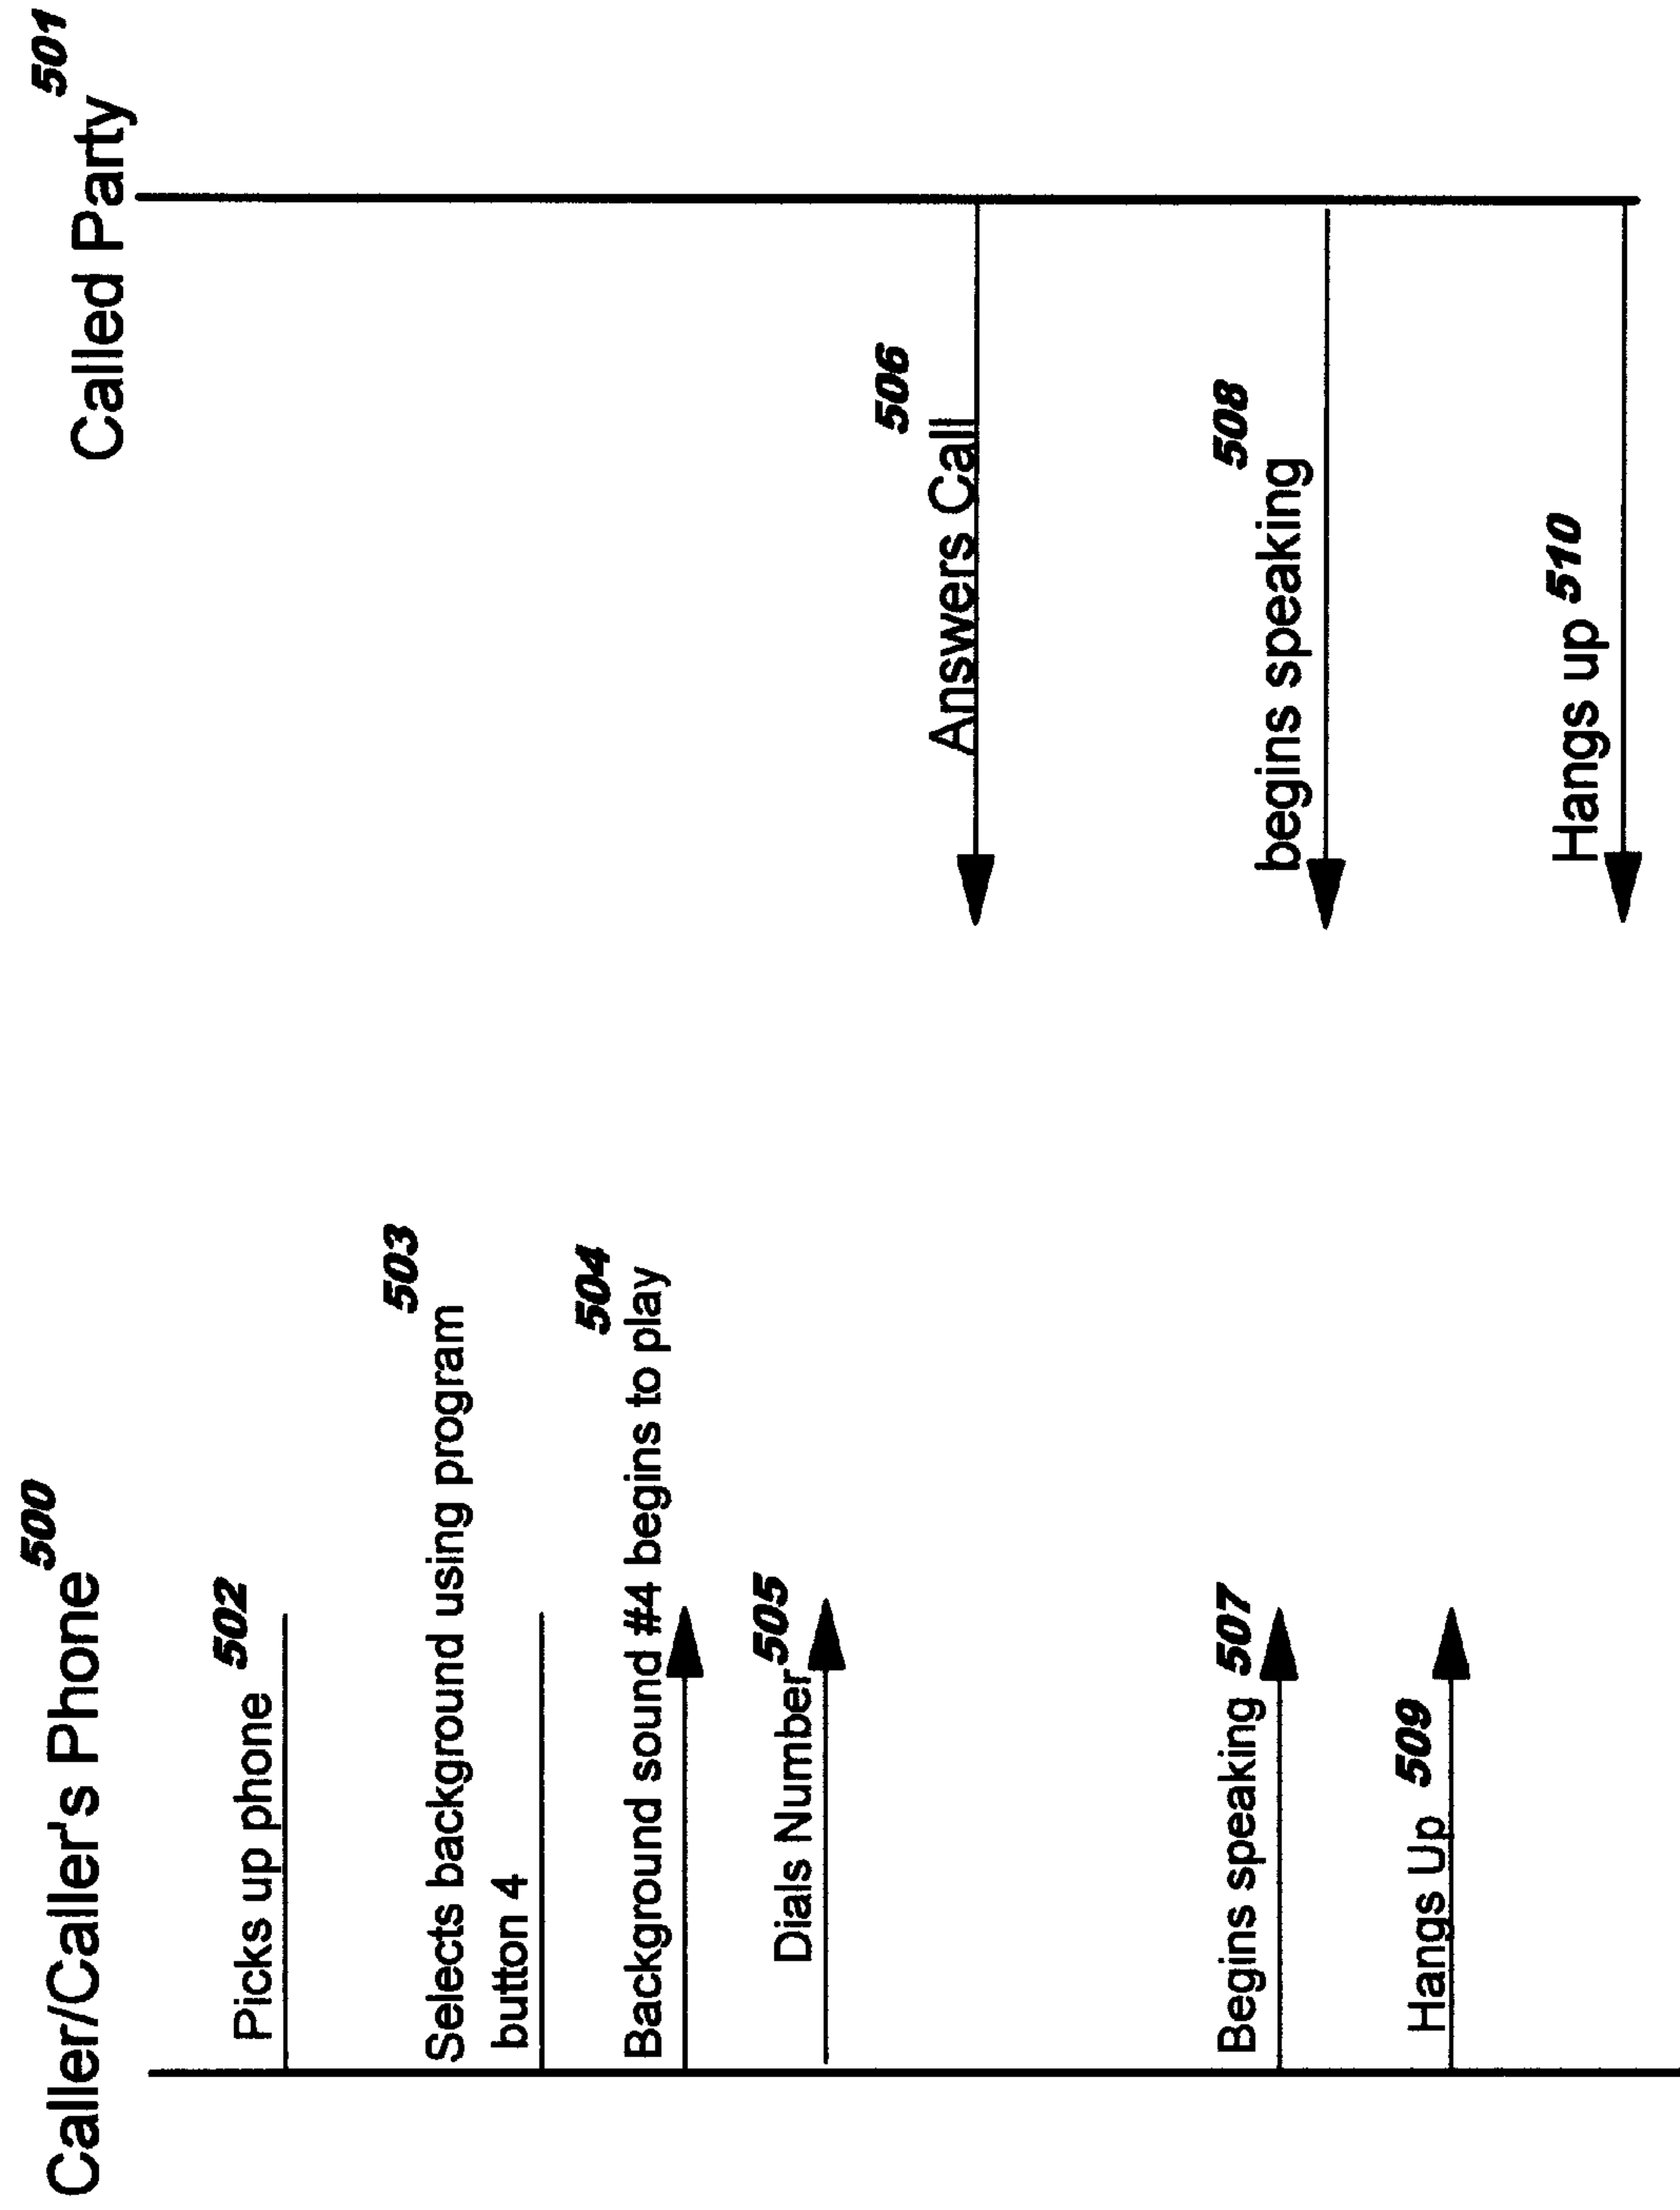 Caller/Caller's Phone 500
Called Party 501
Picks up phone 502
Selects background using program 503
button 4
Background sound #4 begins to play 504
Dials Number 505
Answers Call 506
Begins speaking 507
begins speaking 508
Hangs Up 509
Hangs up 510